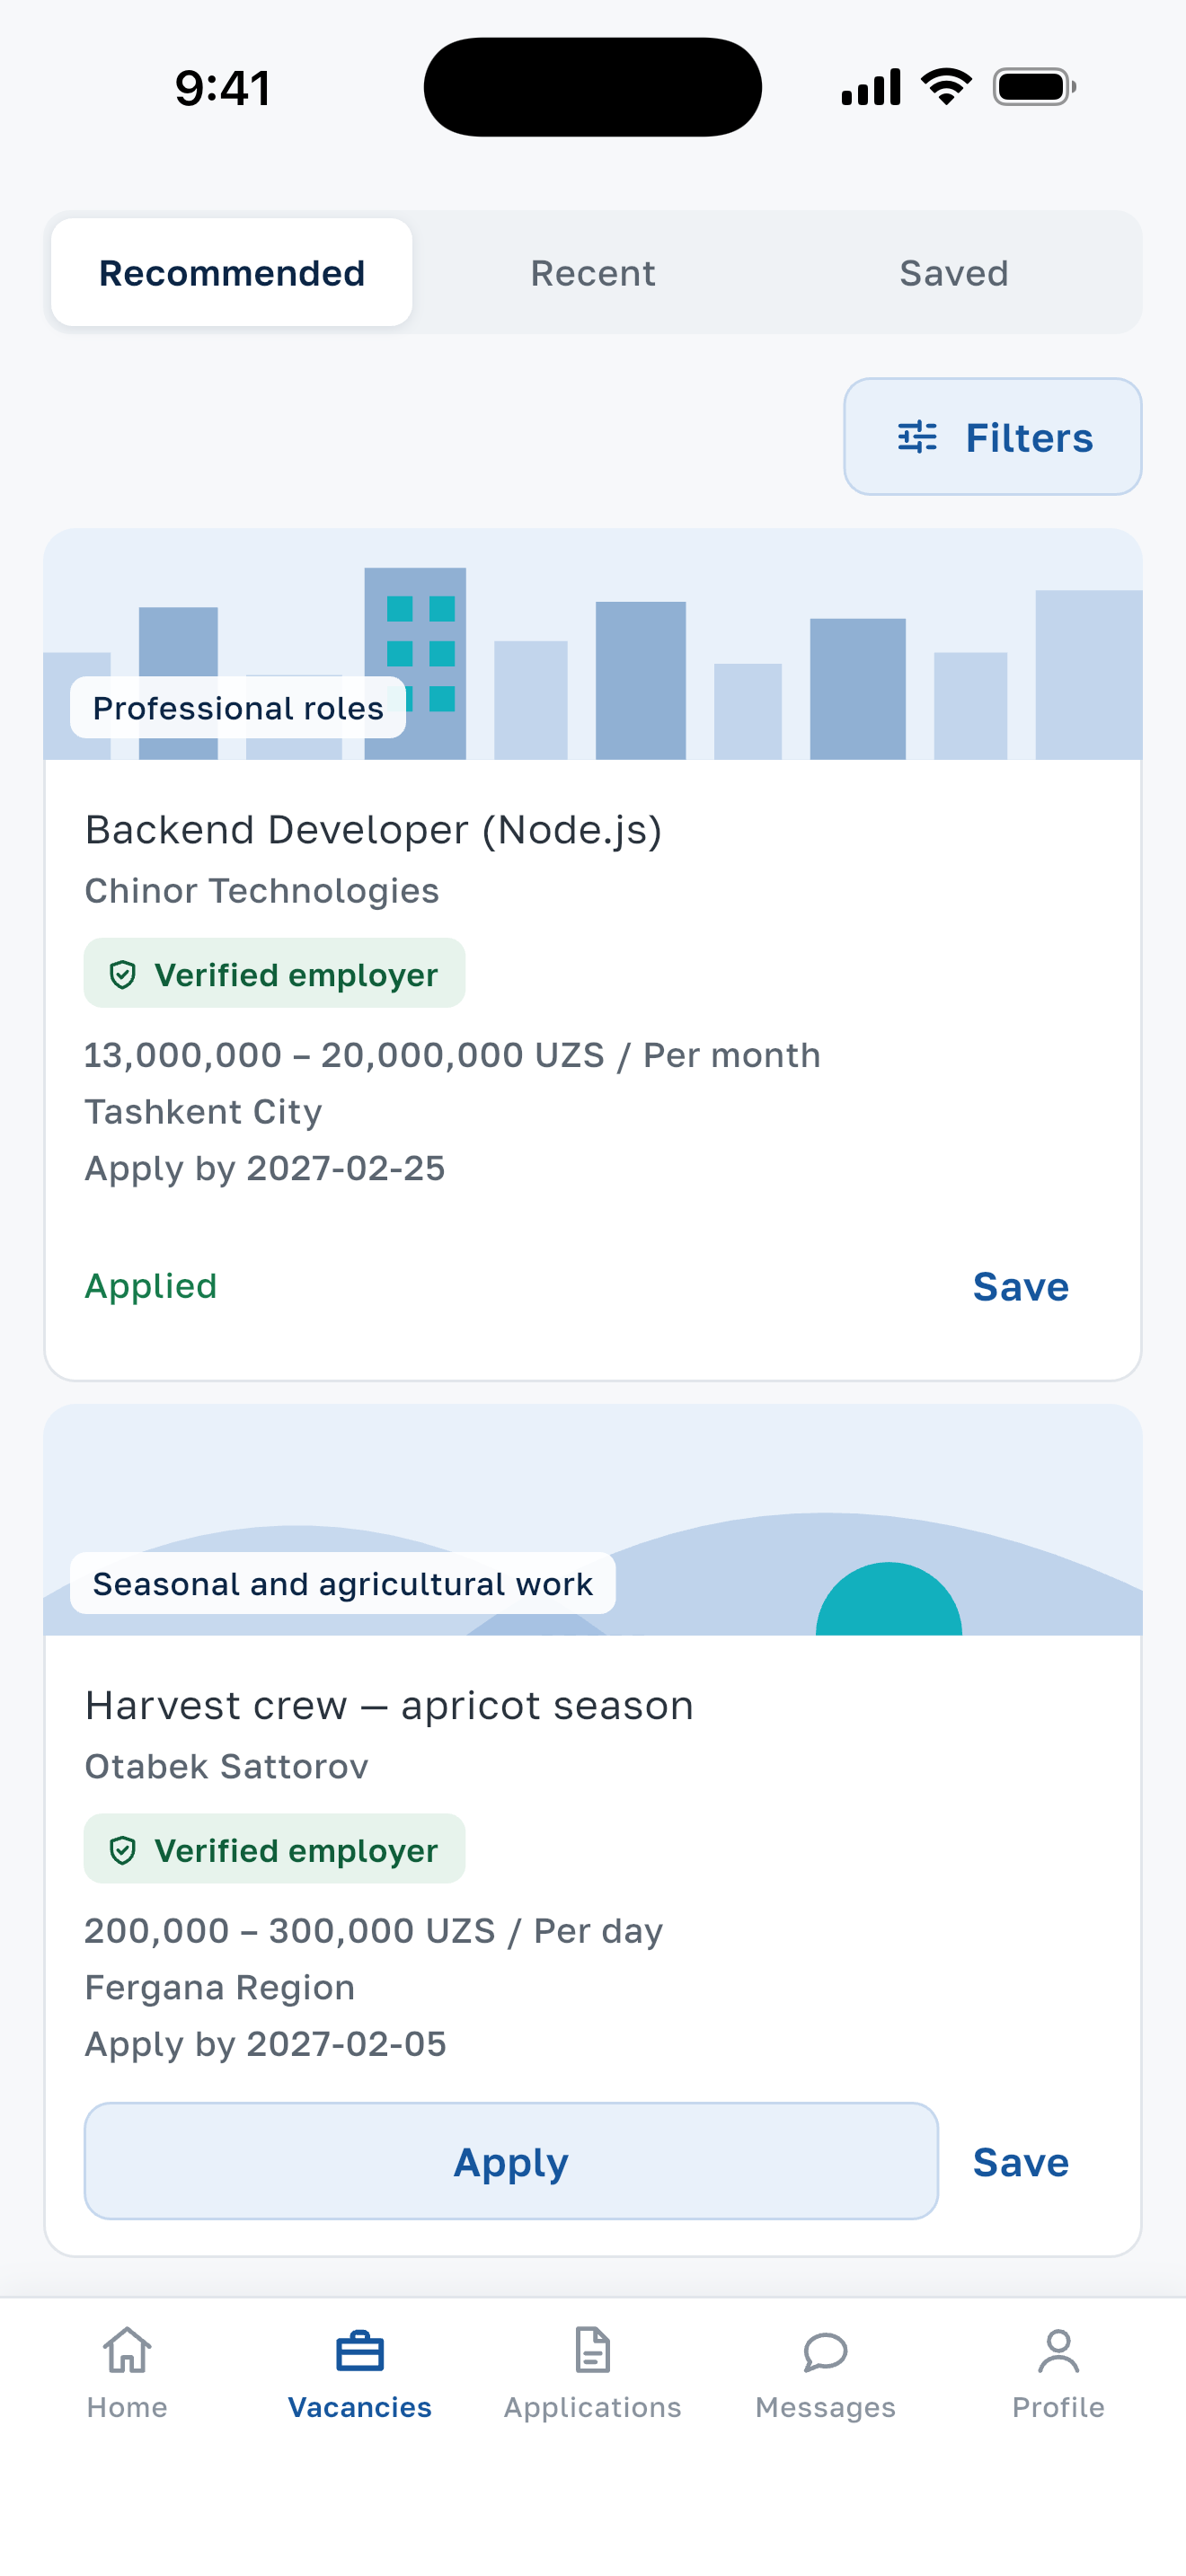 9:41
Recommended
Recent
Saved
Filters
Professional roles
Backend Developer (Node.js)
Chinor Technologies
Verified employer
13,000,000 – 20,000,000 UZS / Per month
Tashkent City
Apply by 2027-02-25
Applied
Save
Seasonal and agricultural work
Harvest crew — apricot season
Otabek Sattorov
Verified employer
200,000 – 300,000 UZS / Per day
Fergana Region
Apply by 2027-02-05
Apply
Save
Home
Vacancies
Applications
Messages
Profile